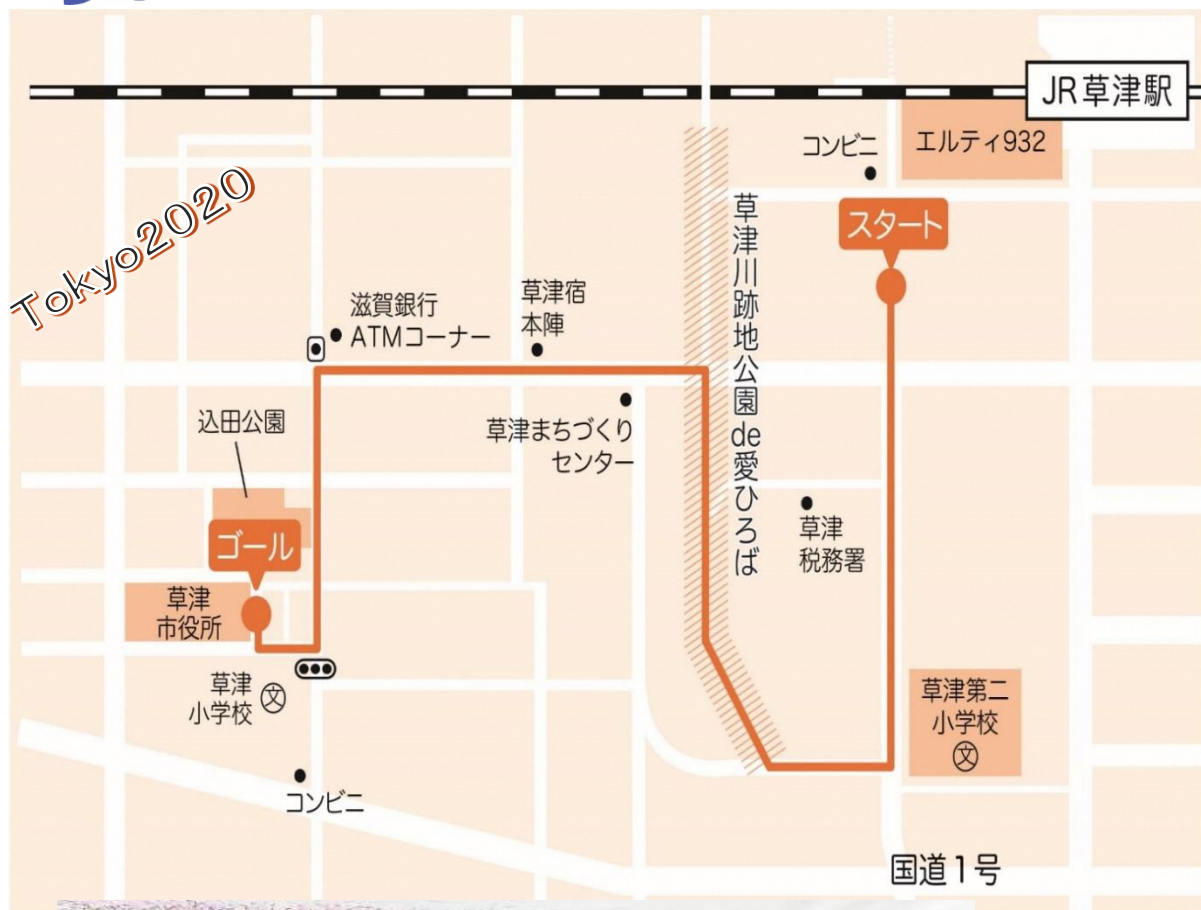 JR草津駅
コンビニ
エルティ932
Tokyo2020
スタート
草津川跡地公園de愛ひろば
滋賀銀行
ATMコーナー
草津宿
本陣
込田公園
草津まちづくり
センター
草津
税務署
ゴール
草津
市役所
草津
小学校
文
草津第二
小学校
文
コンビニ
国道1号